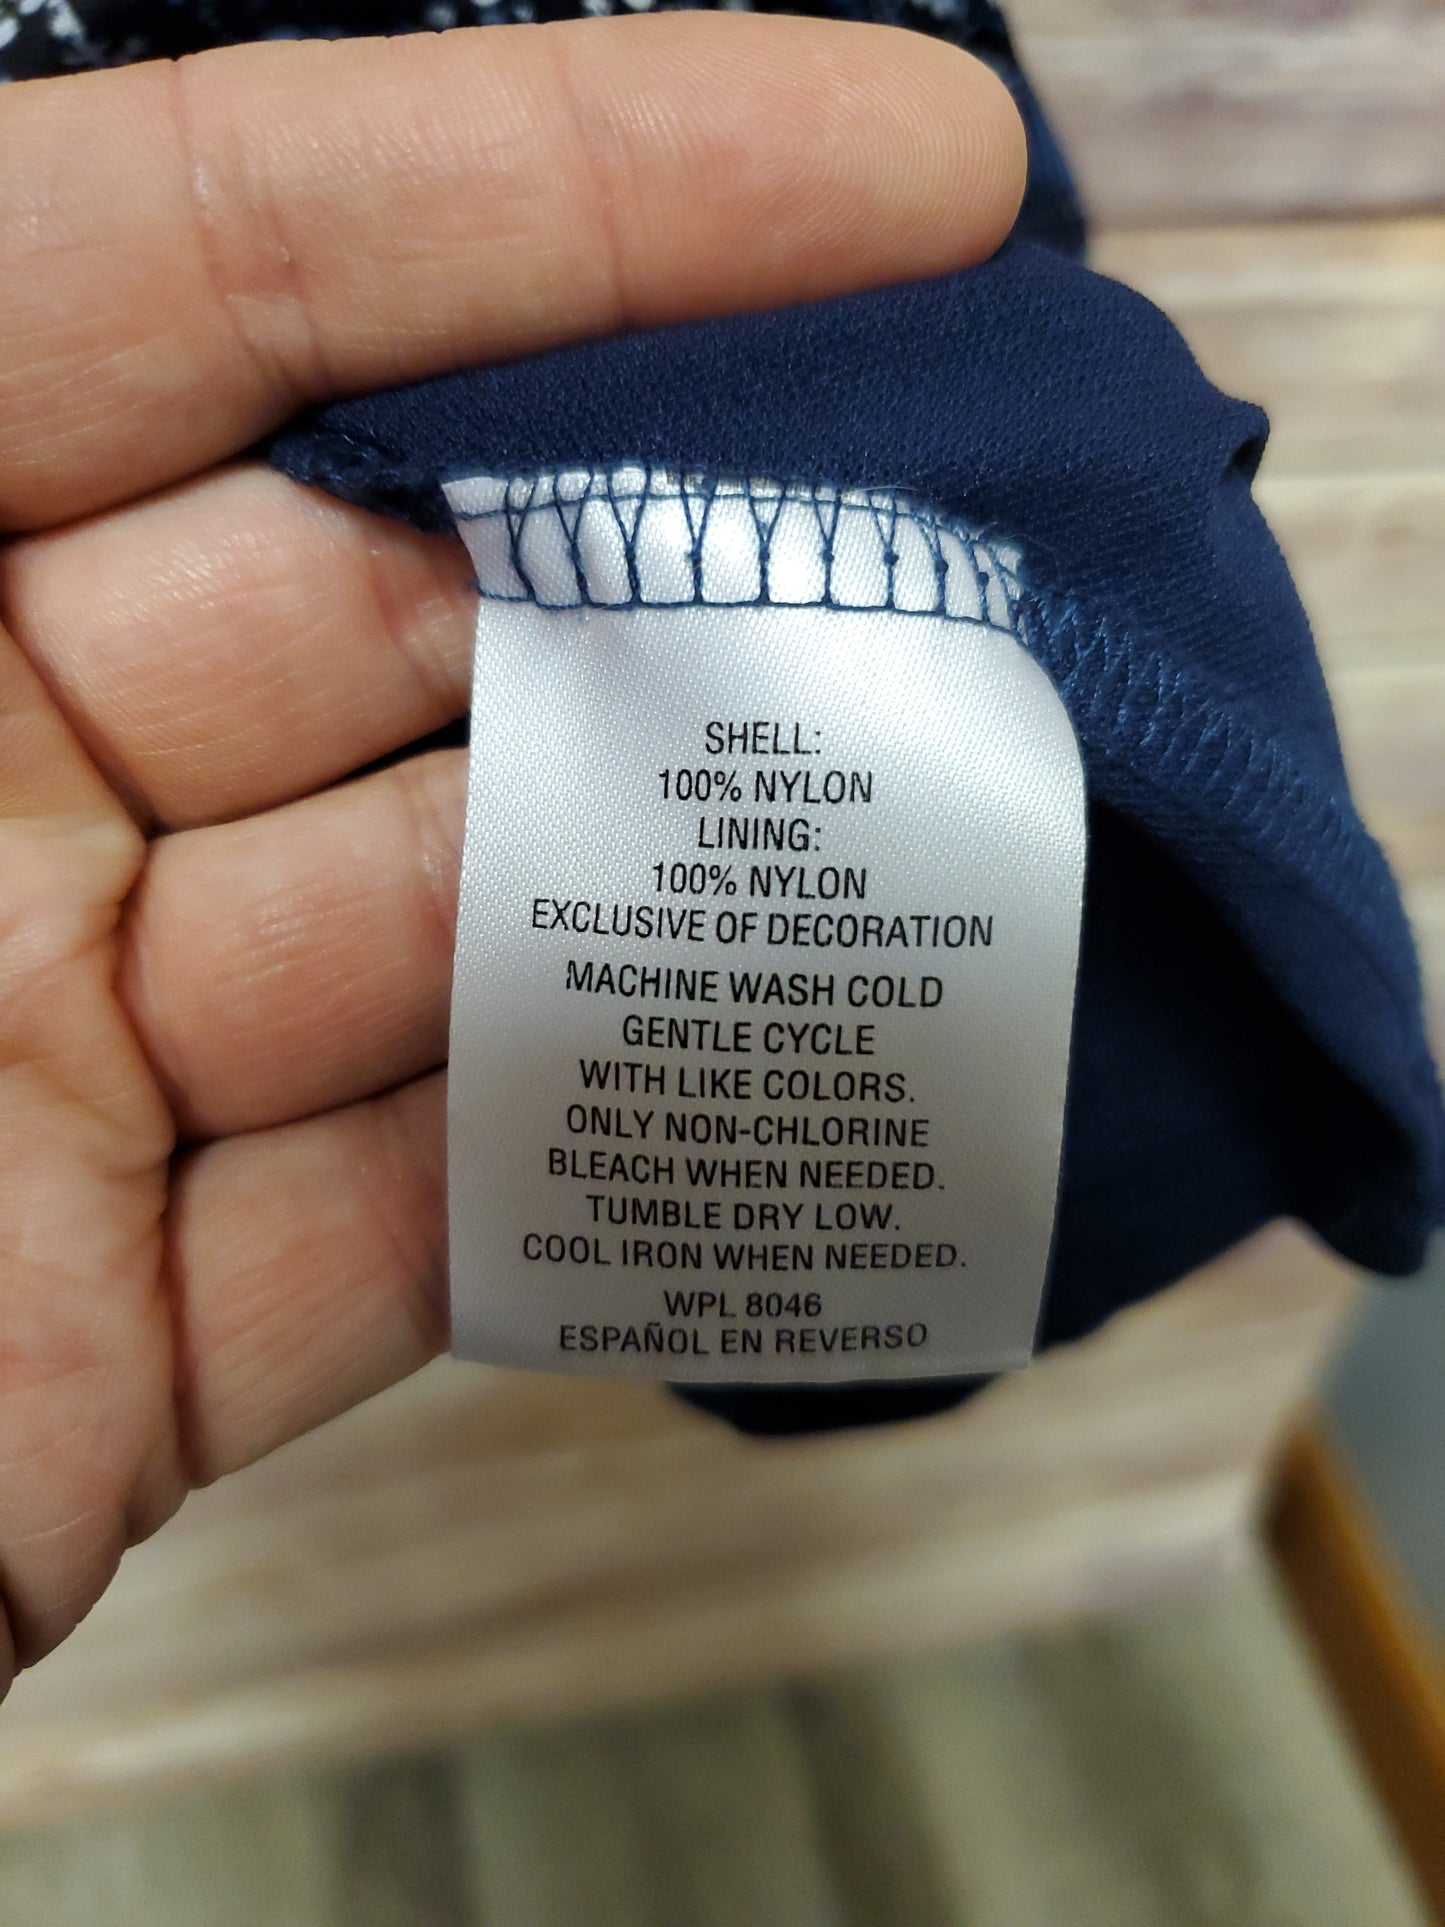 SHELL:
100% NYLON
LINING:
100% NYLON
EXCLUSIVE OF DECORATION
MACHINE WASH COLD
GENTLE CYCLE
WITH LIKE COLORS.
ONLY NON-CHLORINE
BLEACH WHEN NEEDED.
TUMBLE DRY LOW.
COOL IRON WHEN NEEDED.
WPL 8046
ESPAÑOL EN REVERSO